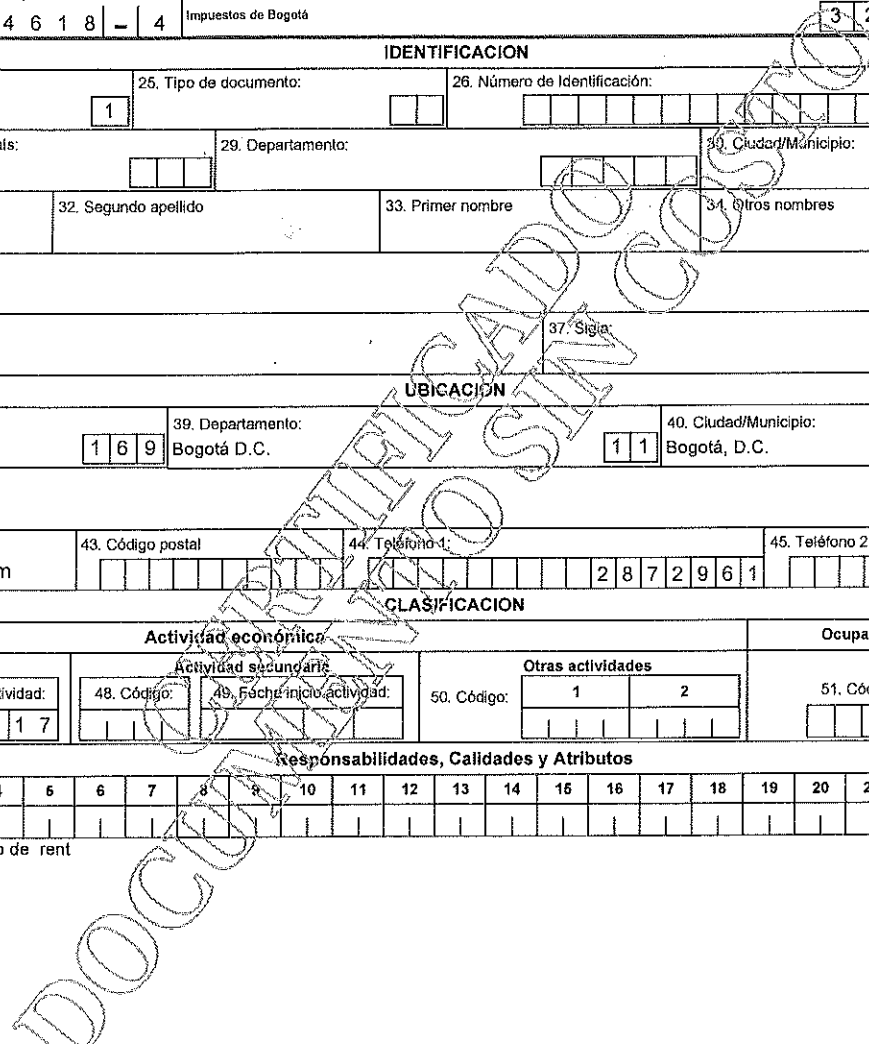 4 6 1 8 - 4 Impuestos de Bogotá 3 2
IDENTIFICACION
1 25. Tipo de documento: 26. Número de Identificación:
ís: 29. Departamento: 30. Ciudad/Municipio:
32. Segundo apellido 33. Primer nombre 34. Otros nombres
37. Sigla:
UBICACION
1 6 9 39. Departamento: Bogotá D.C. 1 1 40. Ciudad/Municipio: Bogotá, D.C.
m 43. Código postal 44. Teléfono 1: 2 8 7 2 9 6 1 45. Teléfono 2
CLASIFICACION
Actividad económica Ocupa
Actividad secundaria Otras actividades
ividad: 48. Código: 49. Fecha inicio actividad: 50. Código: 1 2 51. Cód
1 7
Responsabilidades, Calidades y Atributos
4 5 6 7 8 9 10 11 12 13 14 15 16 17 18 19 20 2
o de rent
CERTIFICADO
DOCUMENTO SIN COSTO